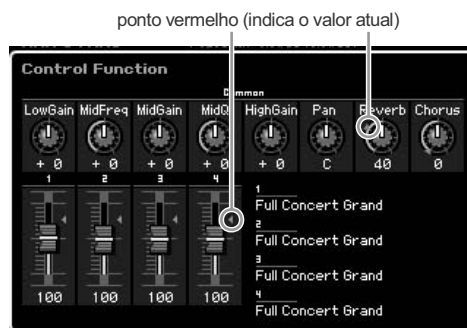 ponto vermelho (indica o valor atual)
Control Function
Common
LowGain MidFreq MidGain MidQ HighGain Pan Reverb Chorus
+ 0 + 0 + 0 C 40 0
1 2 3 4
100 100 100 100
1
Full Concert Grand
2
Full Concert Grand
3
Full Concert Grand
4
Full Concert Grand